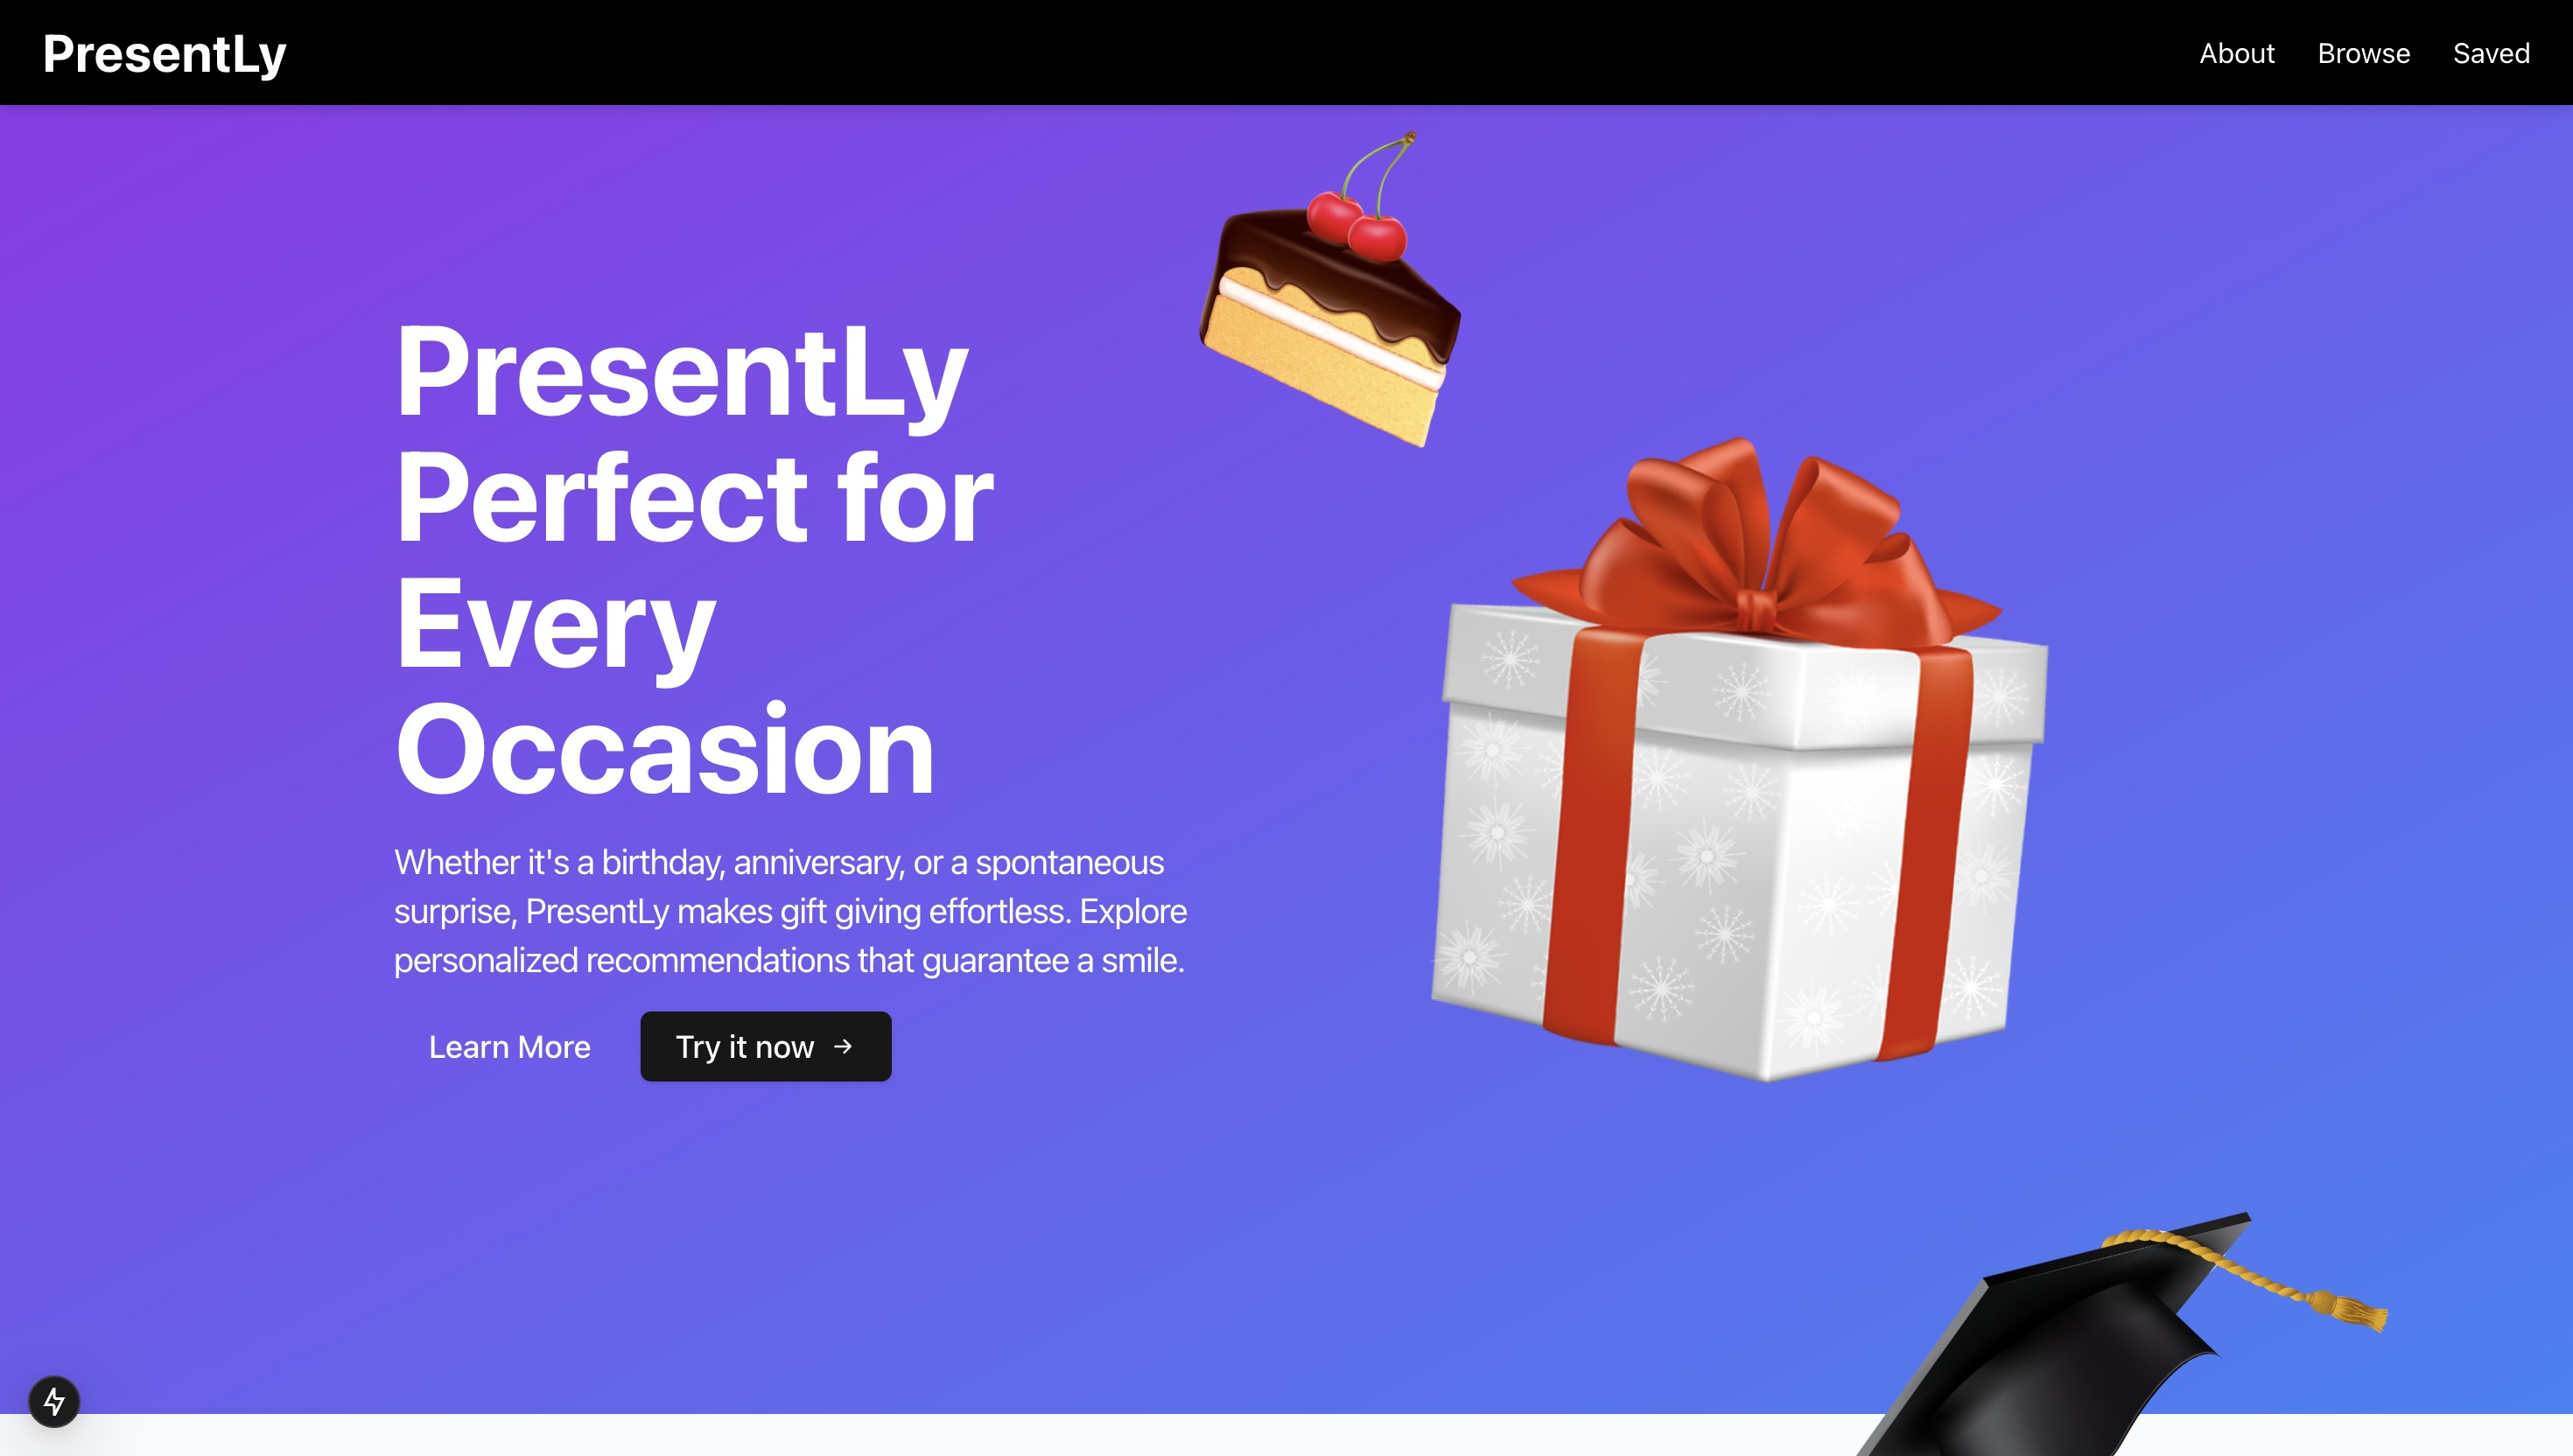 PresentLy
About Browse Saved
PresentLy
Perfect for
Every
Occasion
Whether it's a birthday, anniversary, or a spontaneous
surprise, PresentLy makes gift giving effortless. Explore
personalized recommendations that guarantee a smile.
Learn More Try it now →